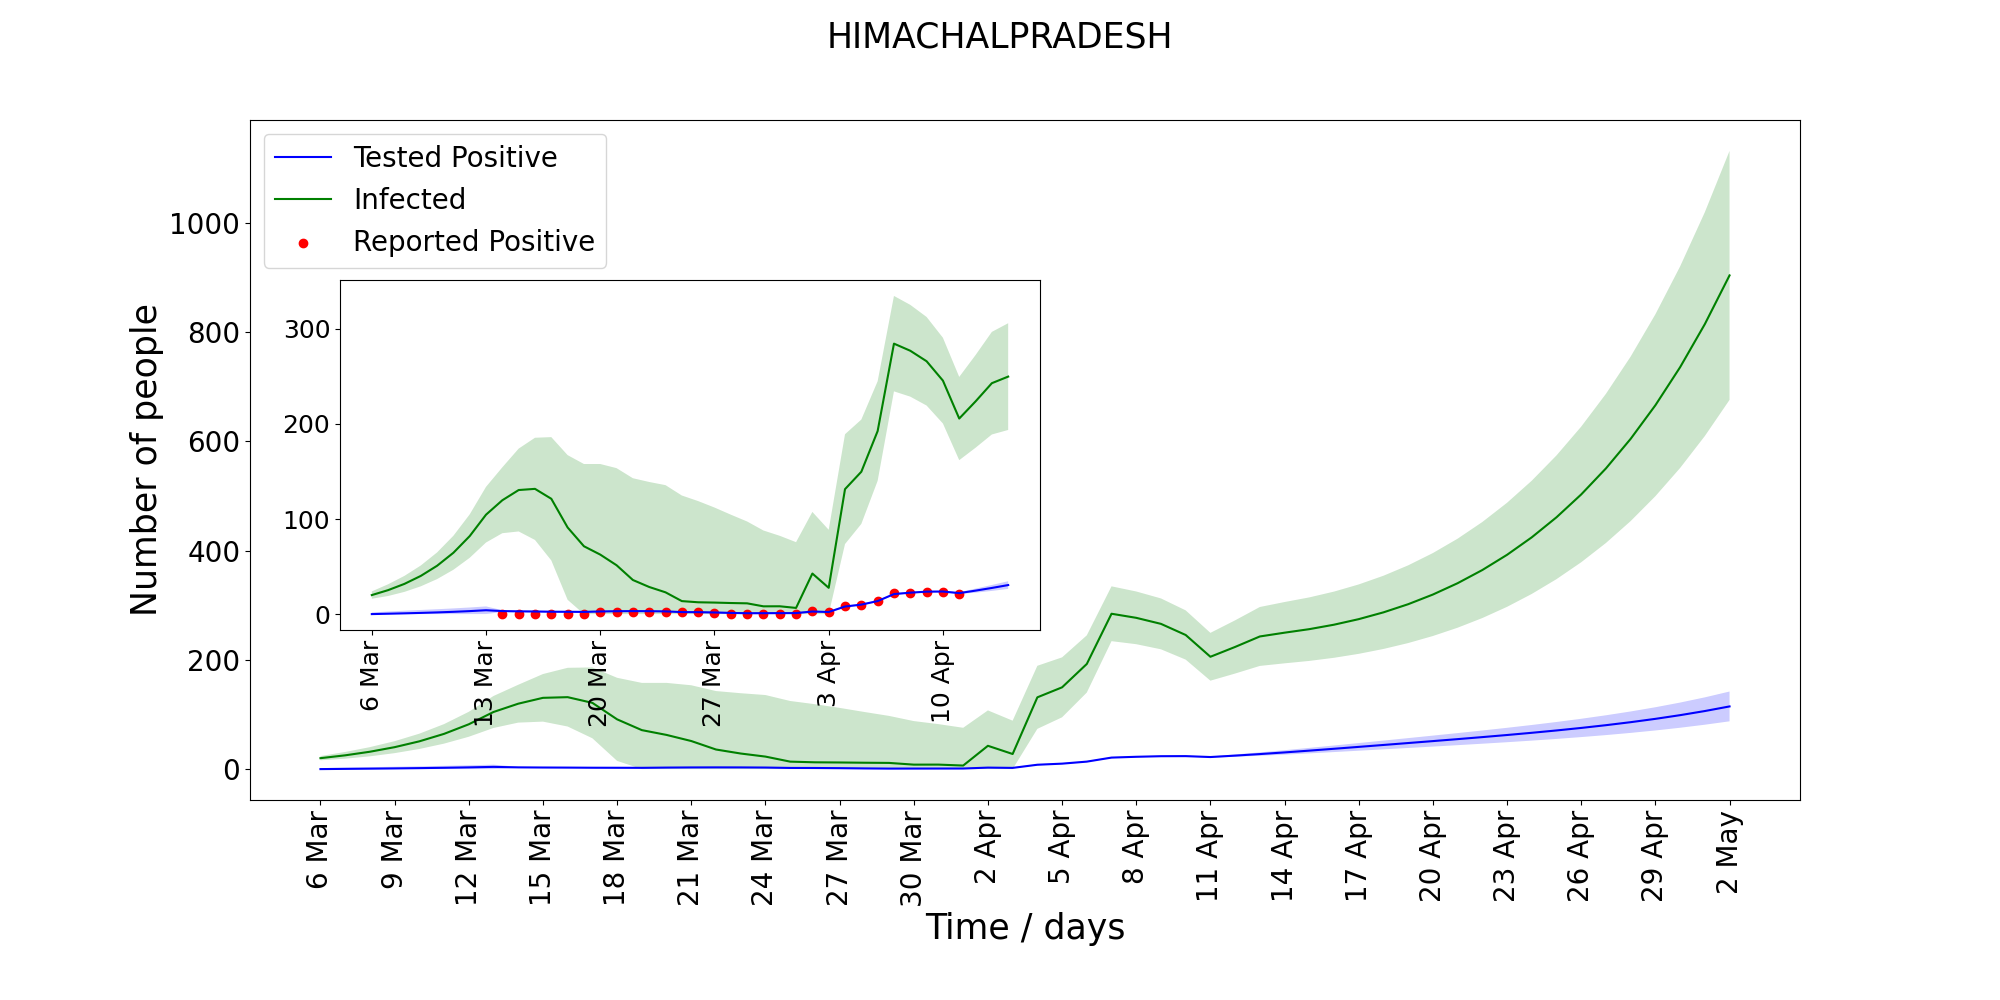 HIMACHALPRADESH
Tested Positive
Infected
Reported Positive
Number of people
1000
800
600
400
200
0
300
200
100
0
6 Mar
13 Mar
20 Mar
27 Mar
3 Apr
10 Apr
6 Mar
9 Mar
12 Mar
15 Mar
18 Mar
21 Mar
24 Mar
27 Mar
30 Mar
2 Apr
5 Apr
8 Apr
11 Apr
14 Apr
17 Apr
20 Apr
23 Apr
26 Apr
29 Apr
2 May
Time / days